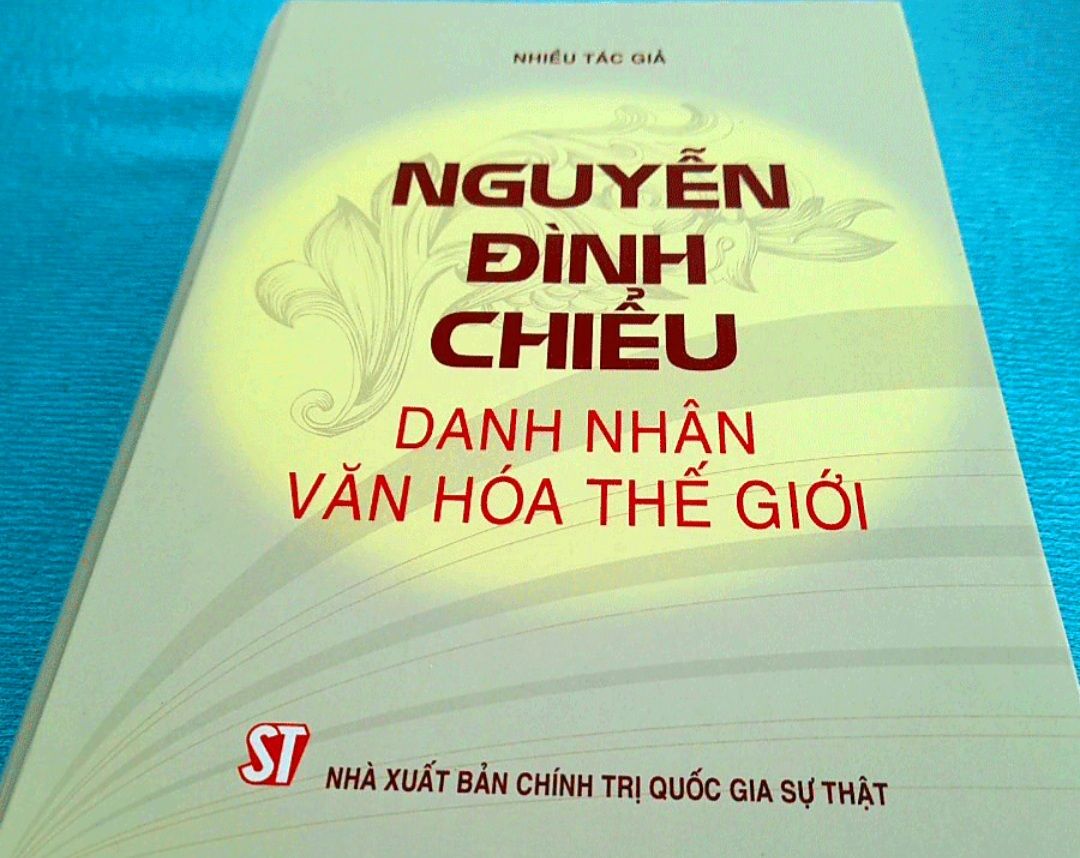 NHIỀU TÁC GIẢ
NGUYỄN
ĐÌNH
CHIỂU
DANH NHÂN
VĂN HÓA THẾ GIỚI
ST
NHÀ XUẤT BẢN CHÍNH TRỊ QUỐC GIA SỰ THẬT